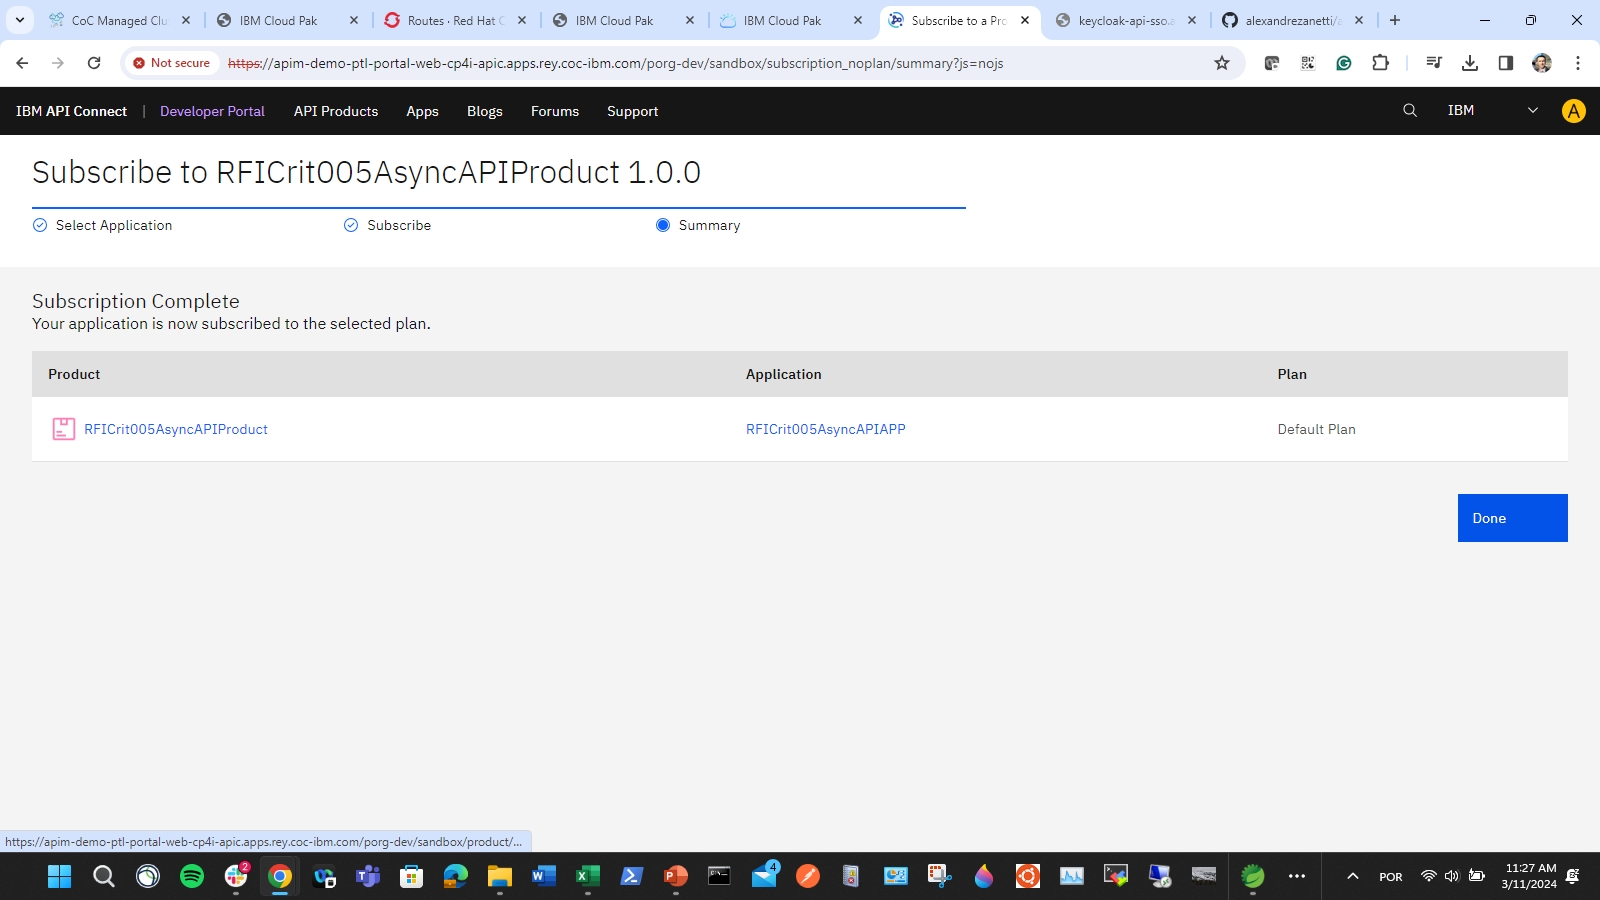 CoC Managed Clu
IBM Cloud Pak
Routes · Red Hat C
IBM Cloud Pak
IBM Cloud Pak
Subscribe to a Pro
keycloak-api-sso.a
alexandrezanetti/a
Not secure
https://apim-demo-ptl-portal-web-cp4i-apic.apps.rey.coc-ibm.com/porg-dev/sandbox/subscription_noplan/summary?js=nojs
IBM API Connect | Developer Portal API Products Apps Blogs Forums Support IBM A
Subscribe to RFICrit005AsyncAPIProduct 1.0.0
Select Application Subscribe Summary
Subscription Complete
Your application is now subscribed to the selected plan.
Product Application Plan
RFICrit005AsyncAPIProduct RFICrit005AsyncAPIAPP Default Plan
Done
https://apim-demo-ptl-portal-web-cp4i-apic.apps.rey.coc-ibm.com/porg-dev/sandbox/product/...
2
4
POR
11:27 AM
3/11/2024